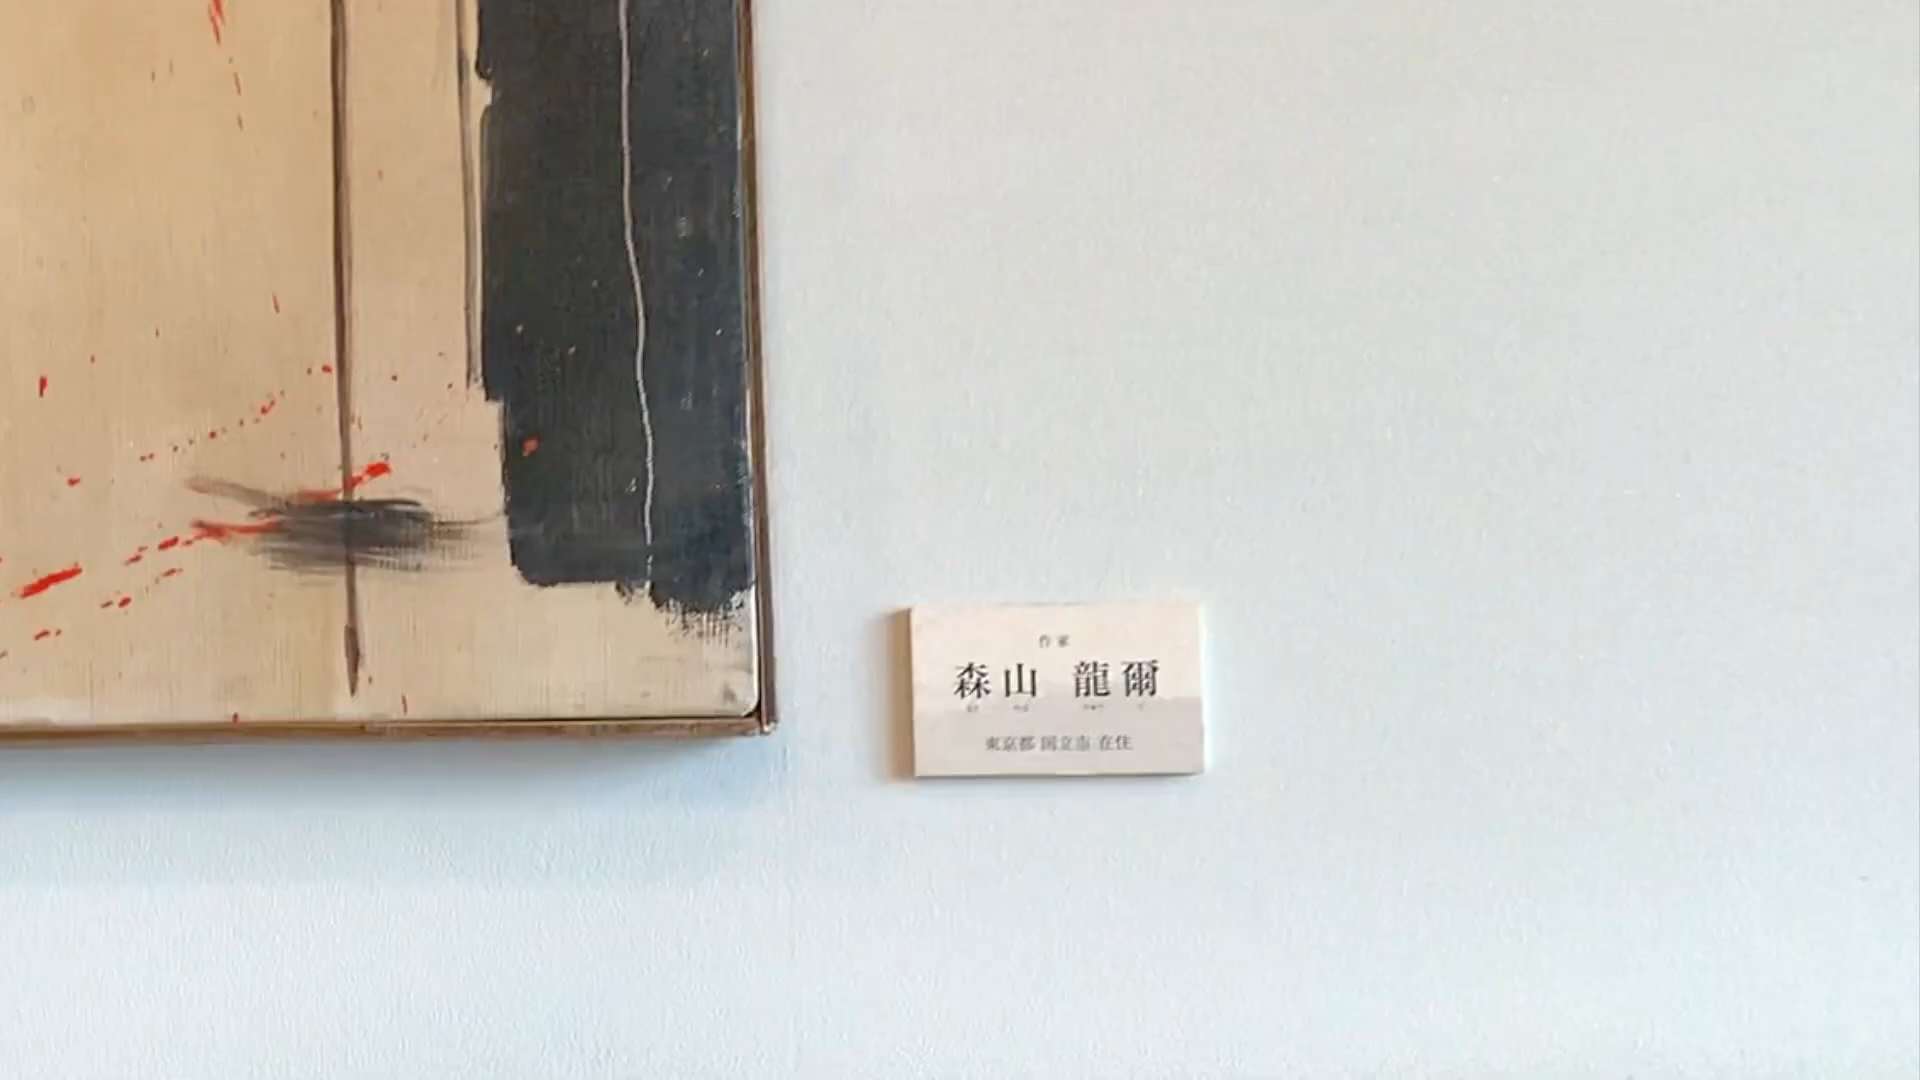 作家
森山 龍爾
東京都 国立市 在住